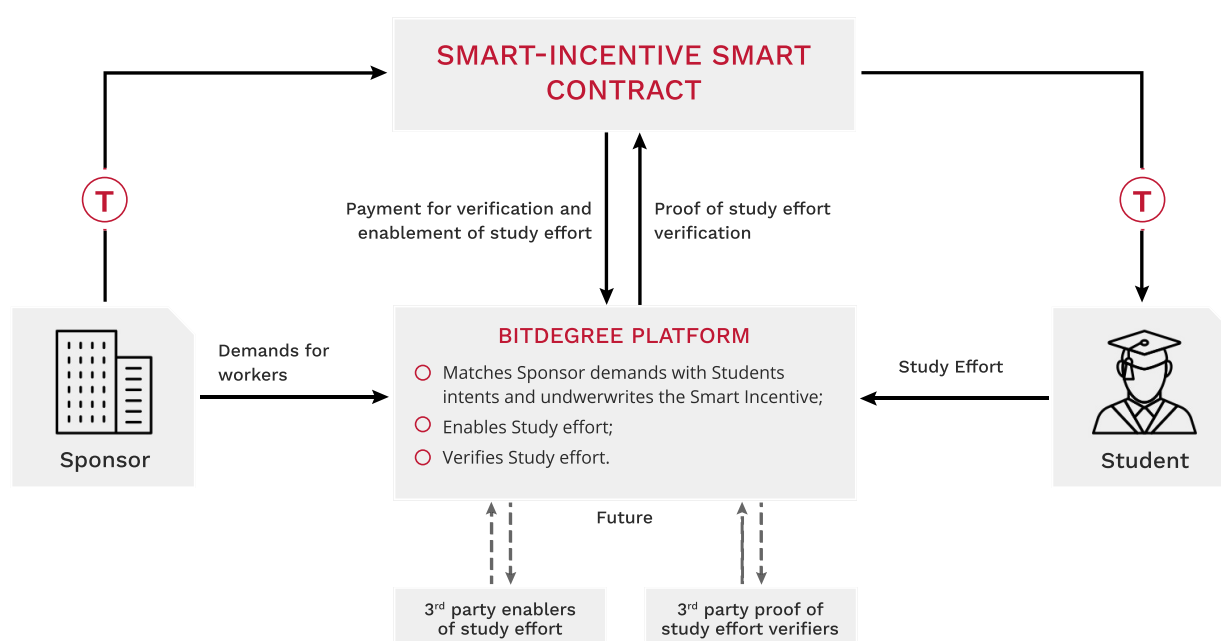 SMART-INCENTIVE SMART
CONTRACT
T
T
Payment for verification and
enablement of study effort
Proof of study effort
verification
Demands for
workers
Sponsor
BITDEGREE PLATFORM
Matches Sponsor demands with Students
intents and undwerwrites the Smart Incentive;
Enables Study effort;
Verifies Study effort.
Study Effort
Student
Future
3rd party enablers
of study effort
3rd party proof of
study effort verifiers